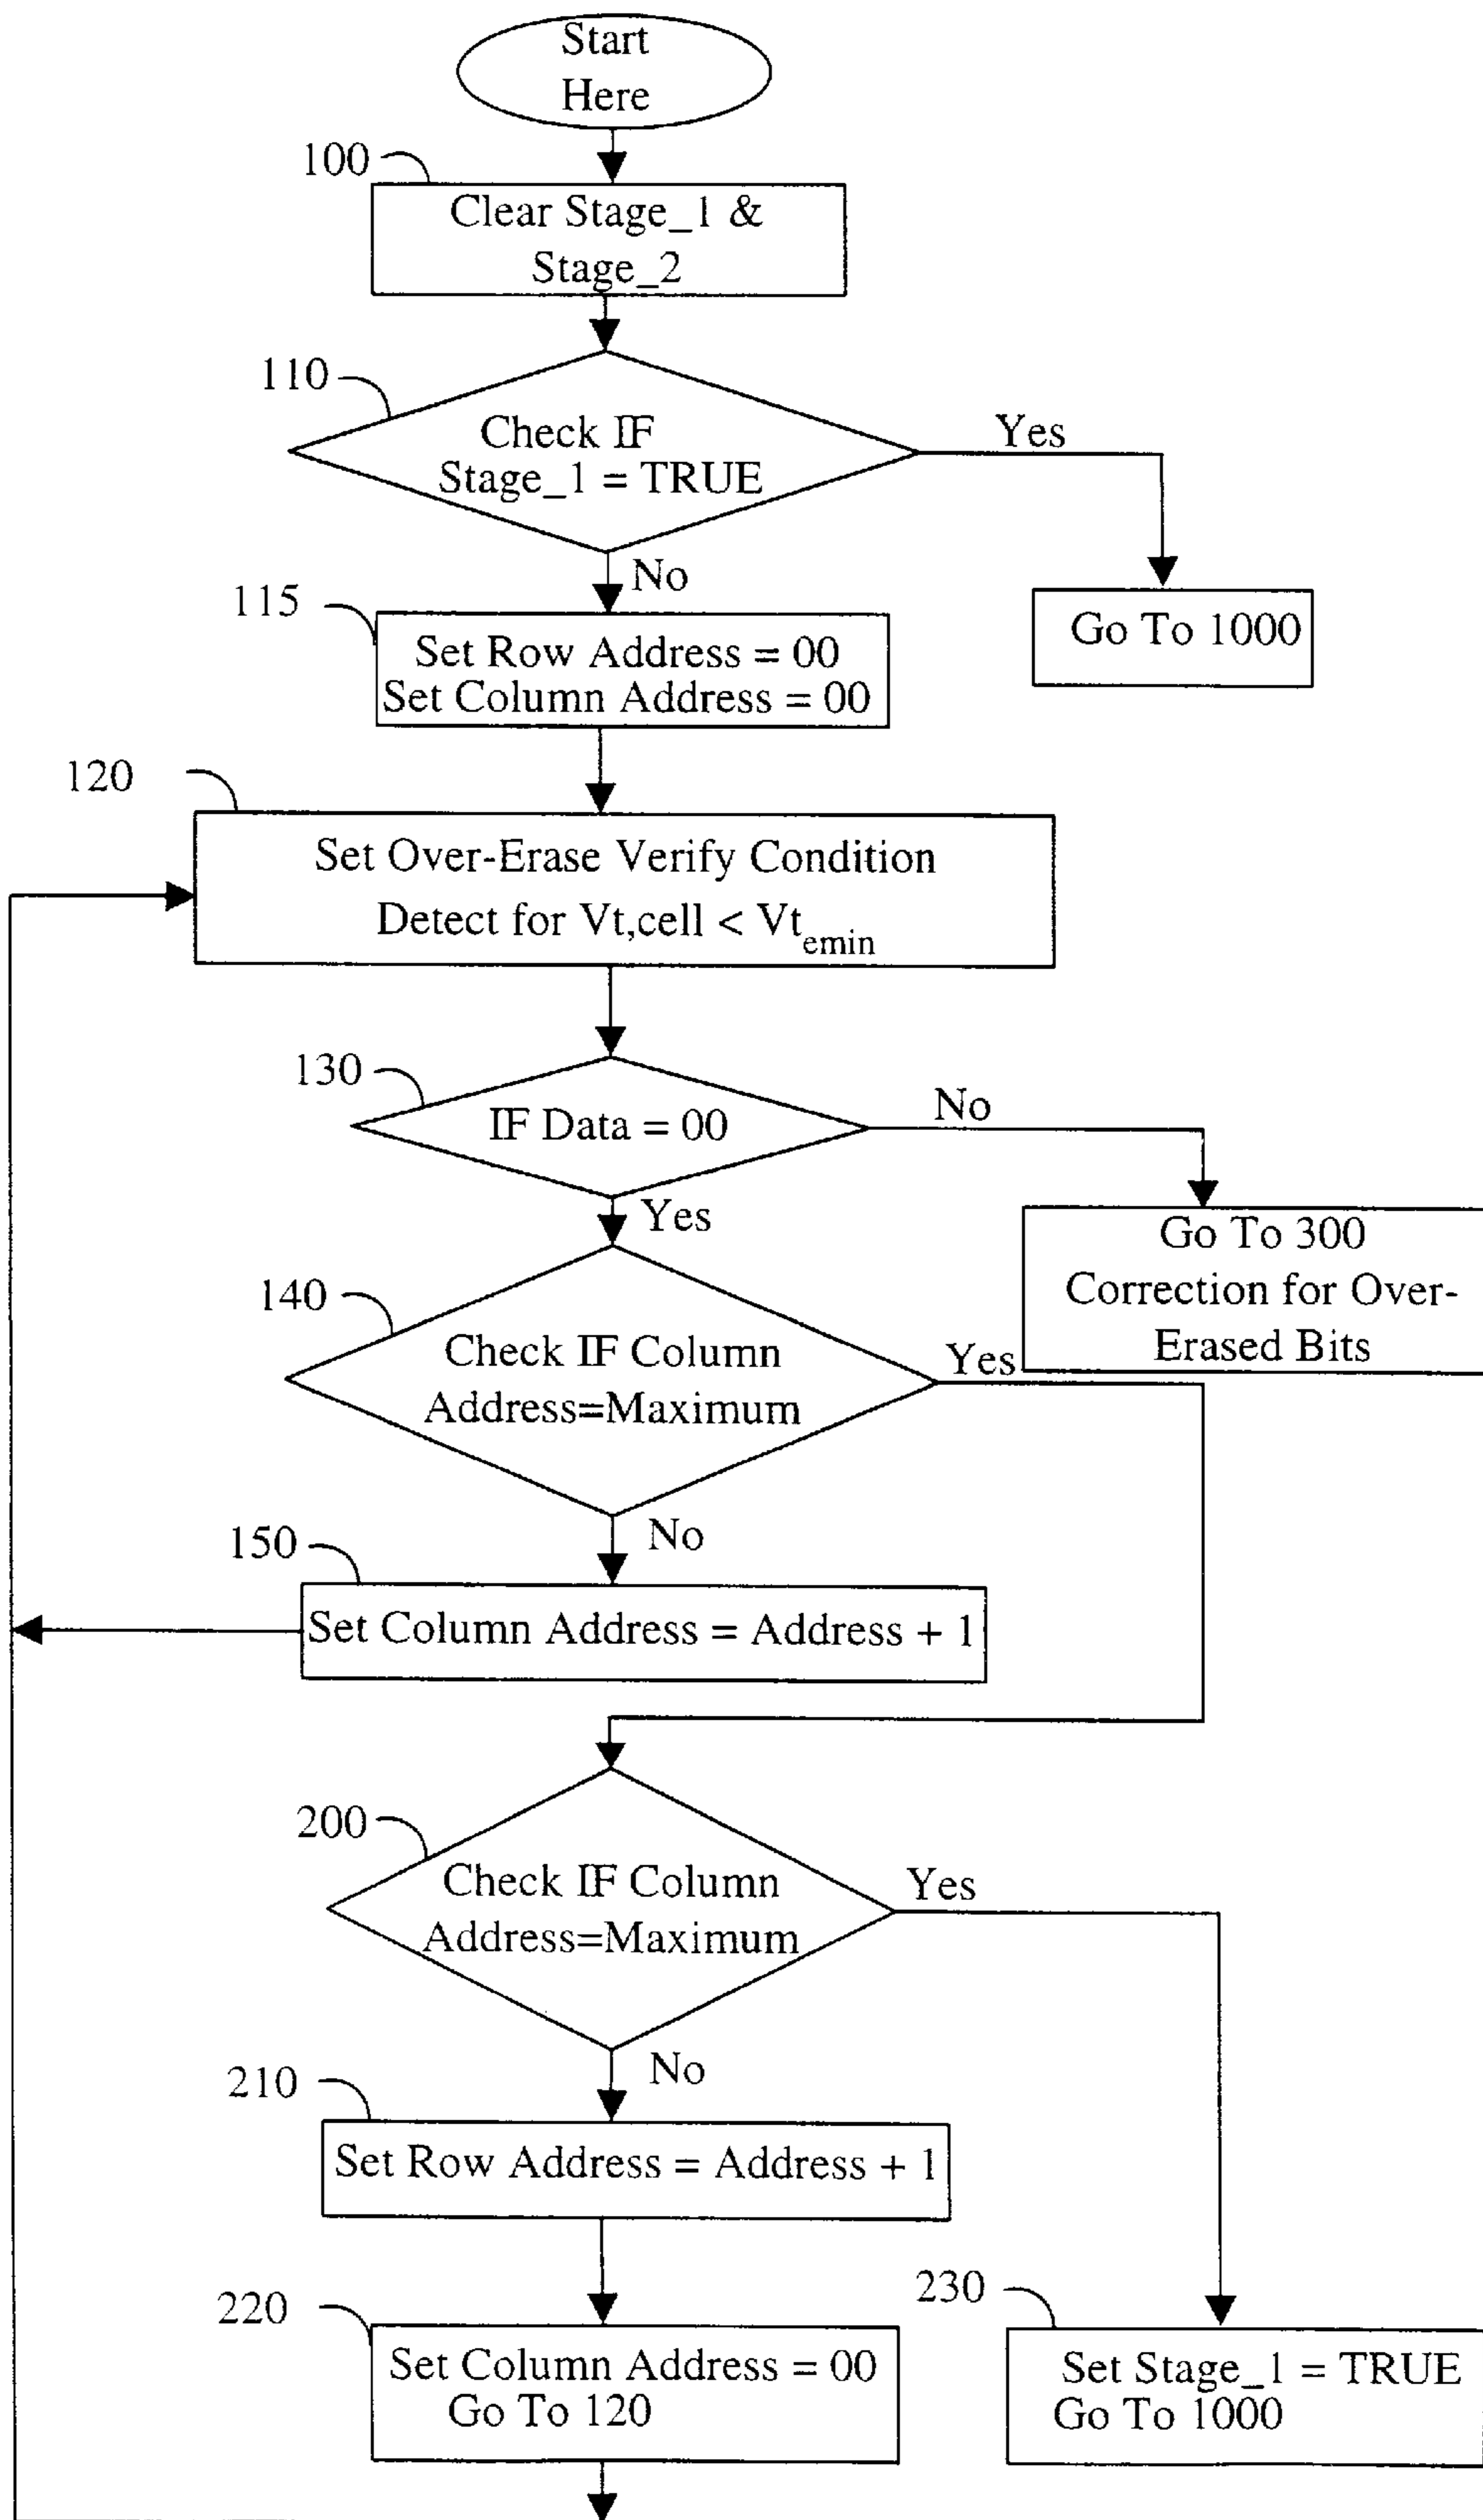 Start
Here
100
Clear Stage_1 &
Stage_2
110
Check IF
Stage_1 = TRUE
Yes
No
115
Set Row Address = 00
Set Column Address = 00
Go To 1000
120
Set Over-Erase Verify Condition
Detect for Vt,cell < Vtemin
130
IF Data = 00
No
Yes
Go To 300
Correction for Over-
Erased Bits
140
Check IF Column
Address=Maximum
Yes
No
150
Set Column Address = Address + 1
200
Check IF Column
Address=Maximum
Yes
No
210
Set Row Address = Address + 1
220
Set Column Address = 00
Go To 120
230
Set Stage_1 = TRUE
Go To 1000